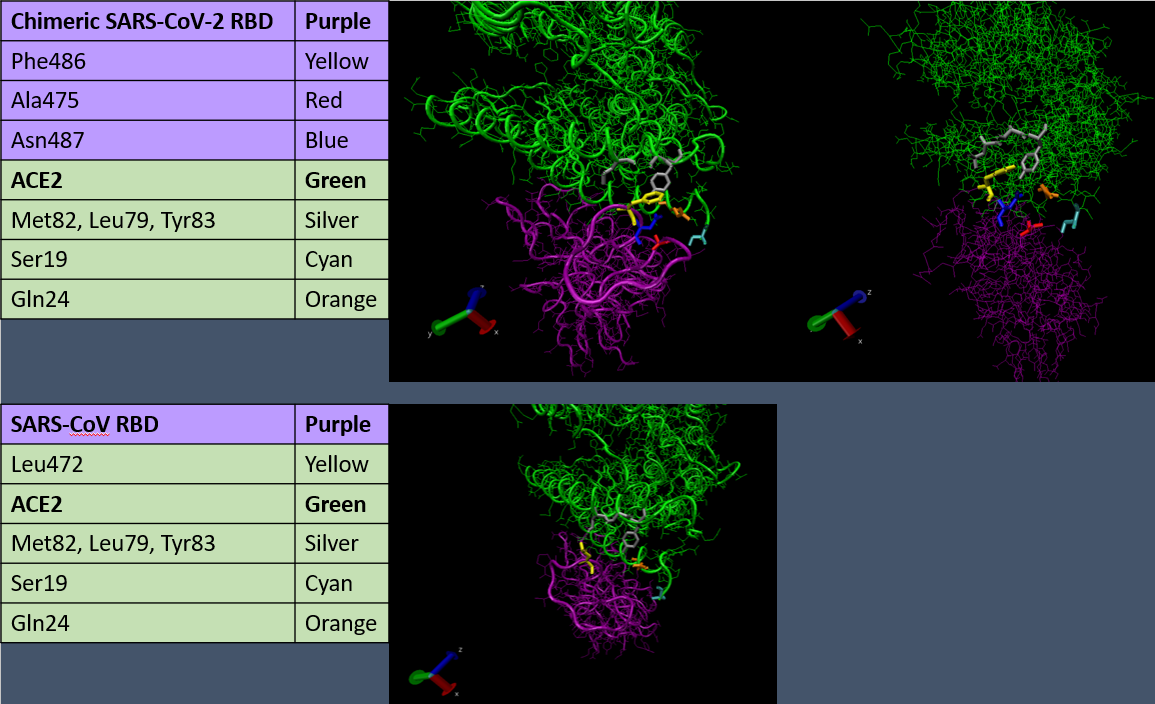 Chimeric SARS-CoV-2 RBD Purple
Phe486 Yellow
Ala475 Red
Asn487 Blue
ACE2 Green
Met82, Leu79, Tyr83 Silver
Ser19 Cyan
Gln24 Orange
y x
z x
SARS-CoV RBD Purple
Leu472 Yellow
ACE2 Green
Met82, Leu79, Tyr83 Silver
Ser19 Cyan
Gln24 Orange
z
x